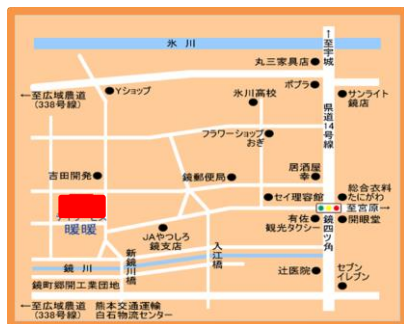 氷川
↑至宇城
丸三家具店
ポプラ
サンライト
鏡店
Yショップ
←至広域農道
(338号線)
氷川高校
県道14号線
フラワーショップ
おぎ
居酒屋
幸
吉田開発
鏡郵便局
セイ理容館
総合衣料
たにがわ
至宮原→
暖暖
JAやつしろ
鏡支店
有佐
観光タクシー
鏡四ツ角
開眼堂
鏡川
新鏡川橋
入江橋
辻医院
セブン
イレブン
鏡町郷開工業団地
←至広域農道
(338号線)
熊本交通運輸
白石物流センター